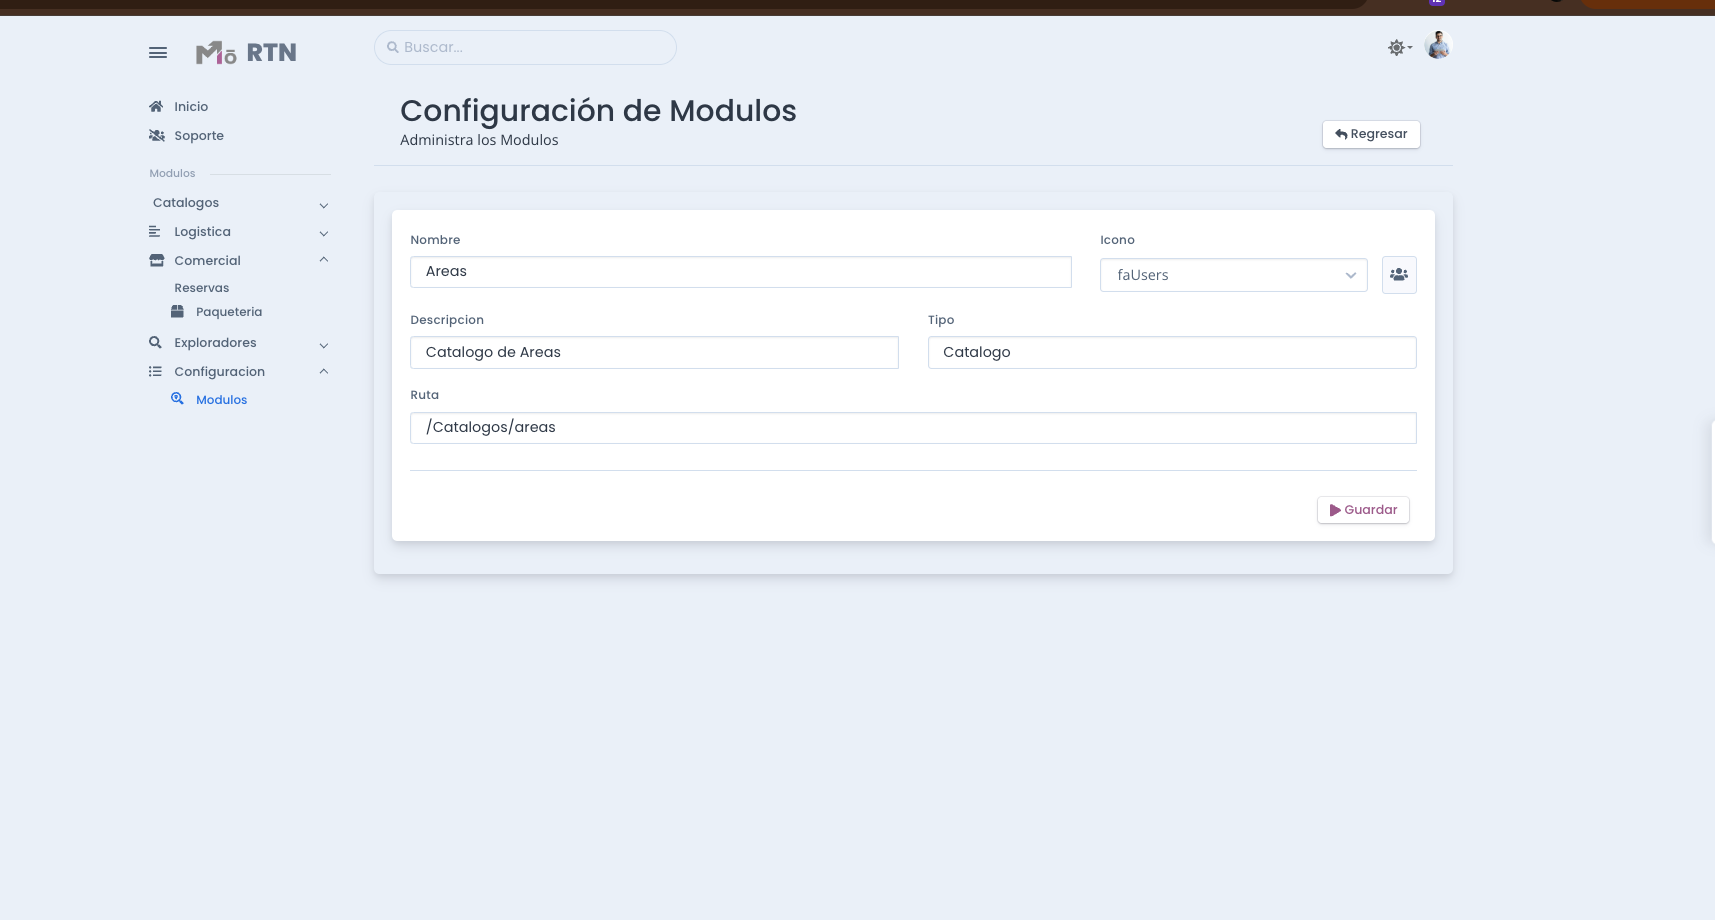 Mō RTN
Buscar...
Inicio
Soporte
Modulos
Catalogos
Logistica
Comercial
Reservas
Paqueteria
Exploradores
Configuracion
Modulos
Configuración de Modulos
Administra los Modulos
Regresar
Nombre
Areas
Icono
faUsers
Descripcion
Catalogo de Areas
Tipo
Catalogo
Ruta
/Catalogos/areas
Guardar